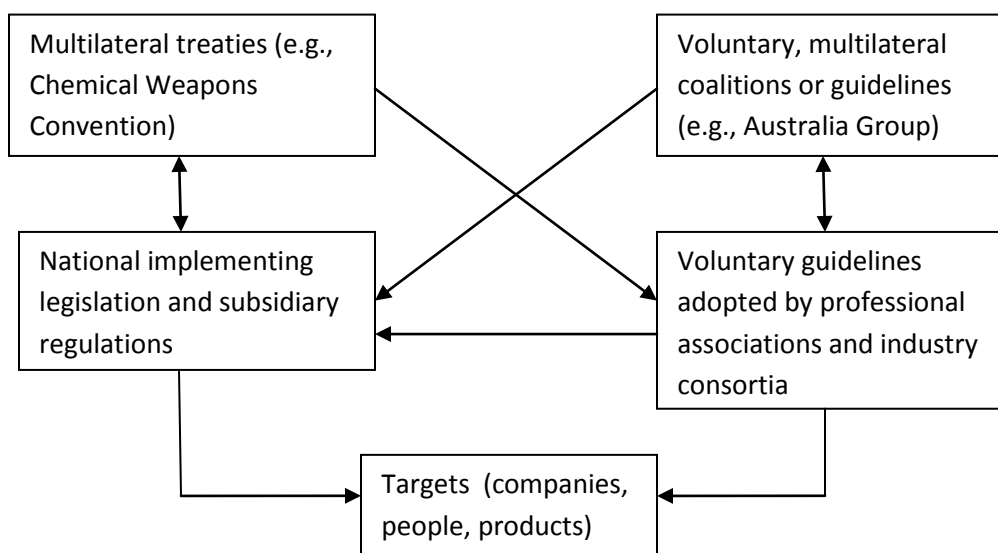 Multilateral treaties (e.g.,
Chemical Weapons
Convention)
Voluntary, multilateral
coalitions or guidelines
(e.g., Australia Group)
National implementing
legislation and subsidiary
regulations
Voluntary guidelines
adopted by professional
associations and industry
consortia
Targets (companies,
people, products)